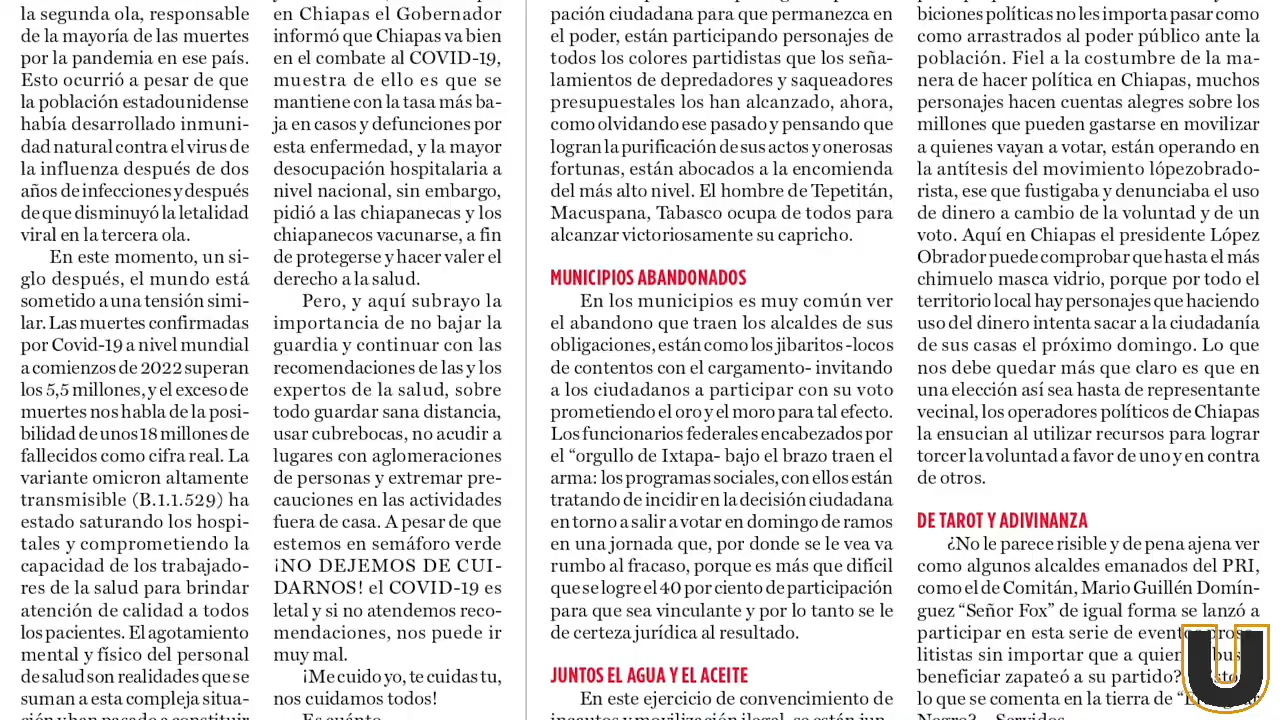 la segunda ola, responsable
de la mayoría de las muertes
por la pandemia en ese país.
Esto ocurrió a pesar de que
la población estadounidense
había desarrollado inmuni-
dad natural contra el virus de
la influenza después de dos
años de infecciones y después
de que disminuyó la letalidad
viral en la tercera ola.
En este momento, un si-
glo después, el mundo está
sometido a una tensión simi-
lar. Las muertes confirmadas
por Covid-19 a nivel mundial
a comienzos de 2022 superan
los 5,5 millones, y el exceso de
muertes nos habla de la posi-
bilidad de unos 18 millones de
fallecidos como cifra real. La
variante omicron altamente
transmisible (B.1.1.529) ha
estado saturando los hospi-
tales y comprometiendo la
capacidad de los trabajado-
res de la salud para brindar
atención de calidad a todos
los pacientes. El agotamiento
mental y físico del personal
de salud son realidades que se
suman a esta compleja situa-
ción y han pasado a constituir
en Chiapas el Gobernador
informó que Chiapas va bien
en el combate al COVID-19,
muestra de ello es que se
mantiene con la tasa más ba-
ja en casos y defunciones por
esta enfermedad, y la mayor
desocupación hospitalaria a
nivel nacional, sin embargo,
pidió a las chiapanecas y los
chiapanecos vacunarse, a fin
de protegerse y hacer valer el
derecho a la salud.
Pero, y aquí subrayo la
importancia de no bajar la
guardia y continuar con las
recomendaciones de las y los
expertos de la salud, sobre
todo guardar sana distancia,
usar cubrebocas, no acudir a
lugares con aglomeraciones
de personas y extremar pre-
cauciones en las actividades
fuera de casa. A pesar de que
estemos en semáforo verde
¡NO DEJEMOS DE CUI-
DARNOS! el COVID-19 es
letal y si no atendemos reco-
mendaciones, nos puede ir
muy mal.
¡Me cuido yo, te cuidas tu,
nos cuidamos todos!
Es cuánto
pación ciudadana para que permanezca en
el poder, están participando personajes de
todos los colores partidistas que los seña-
lamientos de depredadores y saqueadores
presupuestales los han alcanzado, ahora,
como olvidando ese pasado y pensando que
logran la purificación de sus actos y onerosas
fortunas, están abocados a la encomienda
del más alto nivel. El hombre de Tepetitán,
Macuspana, Tabasco ocupa de todos para
alcanzar victoriosamente su capricho.
MUNICIPIOS ABANDONADOS
En los municipios es muy común ver
el abandono que traen los alcaldes de sus
obligaciones, están como los jibaritos -locos
de contentos con el cargamento- invitando
a los ciudadanos a participar con su voto
prometiendo el oro y el moro para tal efecto.
Los funcionarios federales encabezados por
el “orgullo de Ixtapa- bajo el brazo traen el
arma: los programas sociales, con ellos están
tratando de incidir en la decisión ciudadana
en torno a salir a votar en domingo de ramos
en una jornada que, por donde se le vea va
rumbo al fracaso, porque es más que difícil
que se logre el 40 por ciento de participación
para que sea vinculante y por lo tanto se le
de certeza jurídica al resultado.
JUNTOS EL AGUA Y EL ACEITE
En este ejercicio de convencimiento de
incautos y movilización ilegal, se están jun-
biciones políticas no les importa pasar como
como arrastrados al poder público ante la
población. Fiel a la costumbre de la ma-
nera de hacer política en Chiapas, muchos
personajes hacen cuentas alegres sobre los
millones que pueden gastarse en movilizar
a quienes vayan a votar, están operando en
la antítesis del movimiento lópezobrado-
rista, ese que fustigaba y denunciaba el uso
de dinero a cambio de la voluntad y de un
voto. Aquí en Chiapas el presidente López
Obrador puede comprobar que hasta el más
chimuelo masca vidrio, porque por todo el
territorio local hay personajes que haciendo
uso del dinero intenta sacar a la ciudadanía
de sus casas el próximo domingo. Lo que
nos debe quedar más que claro es que en
una elección así sea hasta de representante
vecinal, los operadores políticos de Chiapas
la ensucian al utilizar recursos para lograr
torcer la voluntad a favor de uno y en contra
de otros.
DE TAROT Y ADIVINANZA
¿No le parece risible y de pena ajena ver
como algunos alcaldes emanados del PRI,
como el de Comitán, Mario Guillén Domín-
guez “Señor Fox” de igual forma se lanzó a
participar en esta serie de eventos
litistas sin importar que a quien
beneficiar zapateó a su partido?
lo que se comenta en la tierra de
Negro? Servidos
U